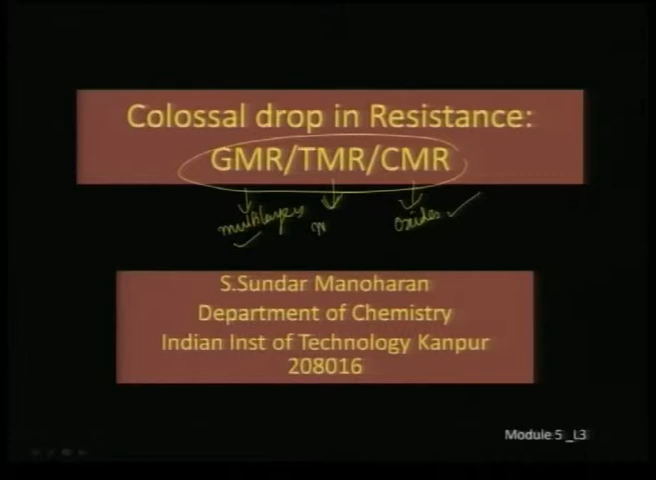 Colossal drop in Resistance:
GMR/TMR/CMR
multilayers oxides
S.Sundar Manoharan
Department of Chemistry
Indian Inst of Technology Kanpur
208016
Module 5 _L3